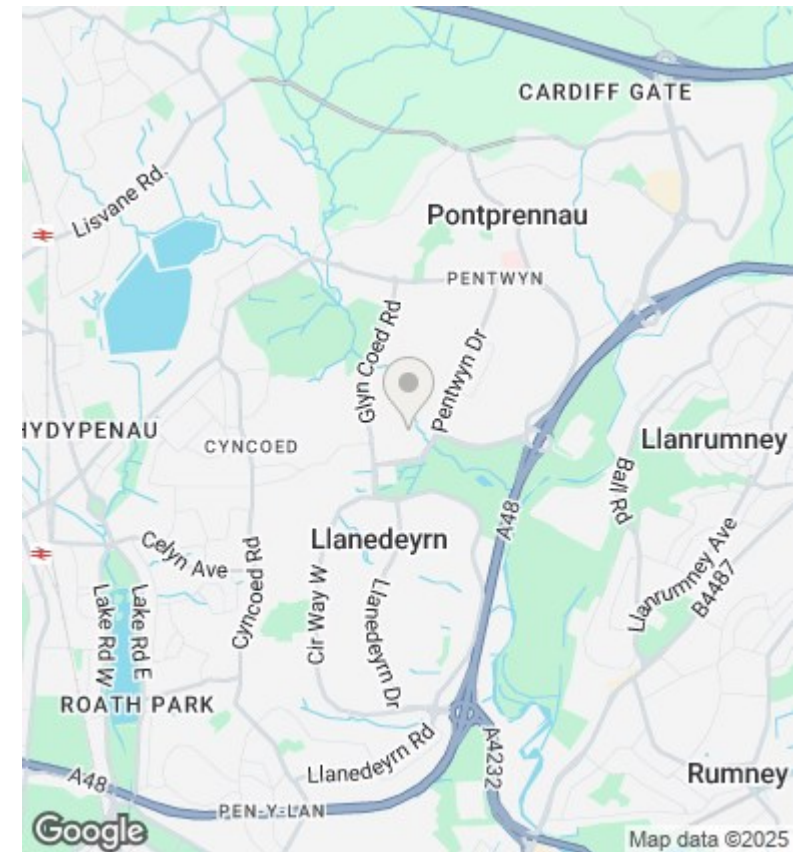 CARDIFF GATE
Lisvane Rd.
Pontprennau
PENTWYN
Glyn Coed Rd
Pentwyn Dr
HYDYPENAU
CYNCOED
Llanrumney
Ball Rd
A48
Llanedeyrn
Celyn Ave
Cyncoed Rd
Cir Way W
Llanedeyrn Dr
Llanrumney Ave
B4487
Lake Rd W
Lake Rd E
ROATH PARK
Llanedeyrn Rd
A4232
Rumney
A48
PEN-Y-LAN
Google
Map data ©2025